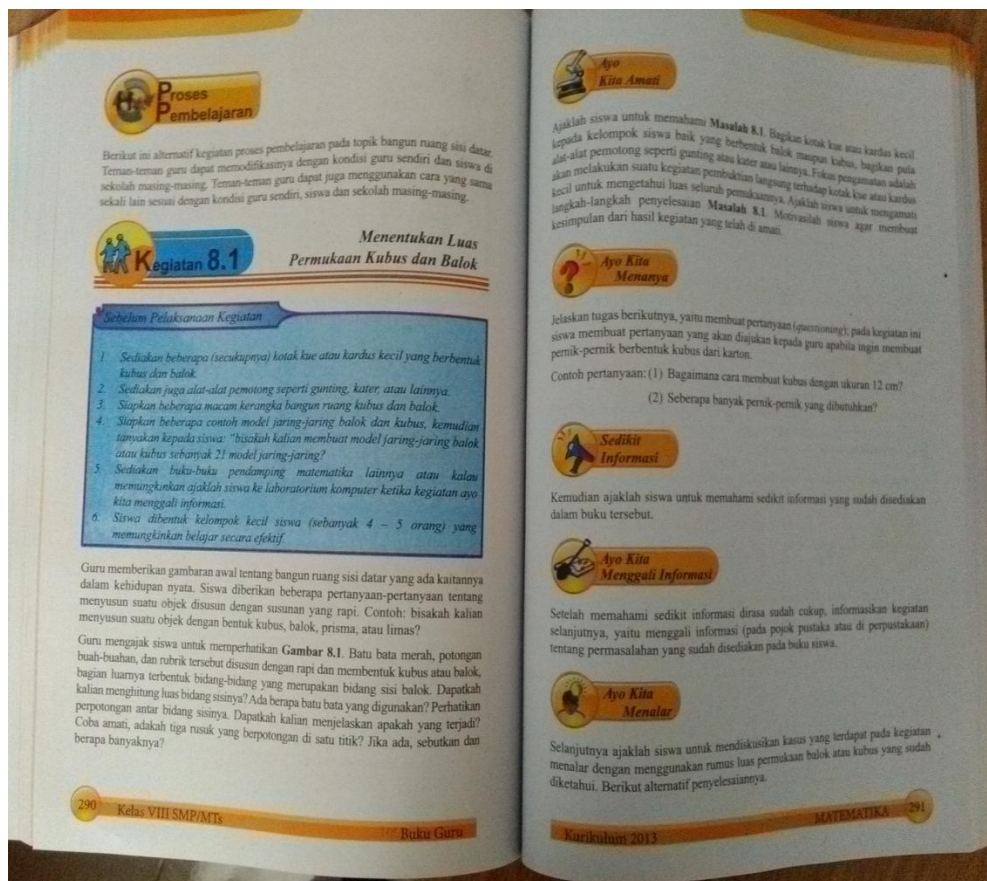 Proses
Pembelajaran
Berikut ini alternatif kegiatan proses pembelajaran pada topik bangun ruang sisi datar.
Teman-teman guru dapat memodifikasinya dengan kondisi guru sendiri dan siswa di
sekolah masing-masing. Teman-teman guru dapat juga menggunakan cara yang sama
sekali lain sesuai dengan kondisi guru sendiri, siswa dan sekolah masing-masing.
Kegiatan 8.1
Menentukan Luas
Permukaan Kubus dan Balok
Sebelum Pelaksanaan Kegiatan
1. Sediakan beberapa (secukupnya) kotak kue atau kardus kecil yang berbentuk
kubus dan balok.
2. Sediakan juga alat-alat pemotong seperti gunting, kater, atau lainnya.
3. Siapkan beberapa macam kerangka bangun ruang kubus dan balok.
4. Siapkan beberapa contoh model jaring-jaring balok dan kubus, kemudian
tanyakan kepada siswa: "bisakah kalian membuat model jaring-jaring balok
atau kubus sebanyak 21 model jaring-jaring?
5. Sediakan buku-buku pendamping matematika lainnya atau kalau
memungkinkan ajaklah siswa ke laboratorium komputer ketika kegiatan ayo
kita menggali informasi.
6. Siswa dibentuk kelompok kecil siswa (sebanyak 4 – 5 orang) yang
memungkinkan belajar secara efektif.
Guru memberikan gambaran awal tentang bangun ruang sisi datar yang ada kaitannya
dalam kehidupan nyata. Siswa diberikan beberapa pertanyaan-pertanyaan tentang
menyusun suatu objek disusun dengan susunan yang rapi. Contoh: bisakah kalian
menyusun suatu objek dengan bentuk kubus, balok, prisma, atau limas?
Guru mengajak siswa untuk memperhatikan Gambar 8.1. Batu bata merah, potongan
buah-buahan, dan rubrik tersebut disusun dengan rapi dan membentuk kubus atau balok,
bagian luarnya terbentuk bidang-bidang yang merupakan bidang sisi balok. Dapatkah
kalian menghitung luas bidang sisinya? Ada berapa batu bata yang digunakan? Perhatikan
perpotongan antar bidang sisinya. Dapatkah kalian menjelaskan apakah yang terjadi?
Coba amati, adakah tiga rusuk yang berpotongan di satu titik? Jika ada, sebutkan dan
berapa banyaknya?
290
Kelas VIII SMP/MTs
Buku Guru
Ayo
Kita Amati
Ajaklah siswa untuk memahami Masalah 8.1. Bagikan kotak kue atau kardus kecil
kepada kelompok siswa baik yang berbentuk balok maupun kubus, bagikan pula
alat-alat pemotong seperti gunting atau kater atau lainnya. Fokus pengamatan adalah
akan melakukan suatu kegiatan pembuktian langsung terhadap kotak kue atau kardus
kecil untuk mengetahui luas seluruh permukaannya. Ajaklah siswa untuk mengamati
langkah-langkah penyelesaian Masalah 8.1. Motivasilah siswa agar membuat
kesimpulan dari hasil kegiatan yang telah di amati.
Ayo Kita
Menanya
Jelaskan tugas berikutnya, yaitu membuat pertanyaan (questioning), pada kegiatan ini
siswa membuat pertanyaan yang akan diajukan kepada guru apabila ingin membuat
pernik-pernik berbentuk kubus dari karton.
Contoh pertanyaan: (1) Bagaimana cara membuat kubus dengan ukuran 12 cm?
(2) Seberapa banyak pernik-pernik yang dibutuhkan?
Sedikit
Informasi
Kemudian ajaklah siswa untuk memahami sedikit informasi yang sudah disediakan
dalam buku tersebut.
Ayo Kita
Menggali Informasi
Setelah memahami sedikit informasi dirasa sudah cukup, informasikan kegiatan
selanjutnya, yaitu menggali informasi (pada pojok pustaka atau di perpustakaan)
tentang permasalahan yang sudah disediakan pada buku siswa.
Ayo Kita
Menalar
Selanjutnya ajaklah siswa untuk mendiskusikan kasus yang terdapat pada kegiatan
menalar dengan menggunakan rumus luas permukaan balok atau kubus yang sudah
diketahui. Berikut alternatif penyelesaiannya.
Kurikulum 2013
MATEMATIKA
291